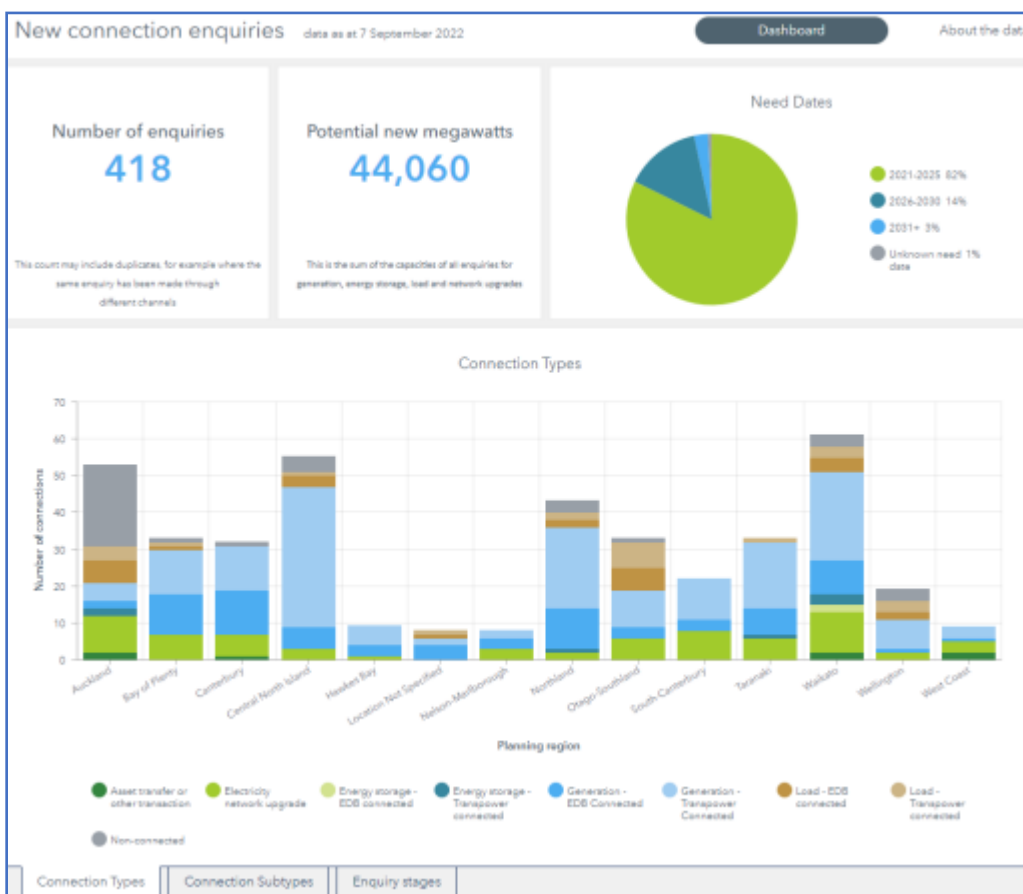 New connection enquiries data as at 7 September 2022 Dashboard About the dat
Number of enquiries
418
This count may include duplicates, for example where the
same enquiry has been made through
different channels
Potential new megawatts
44,060
This is the sum of the capacities of all enquiries for
generation, energy storage, load and network upgrades
Need Dates
2021-2025 82%
2026-2030 14%
2031+ 3%
Unknown need 1%
date
Connection Types
Number of connections
70
60
50
40
30
20
10
0
Auckland
Bay of Plenty
Canterbury
Central North Island
Hawkes Bay
Location Not Specified
Nelson-Marlborough
Northland
Otago-Southland
South Canterbury
Taranaki
Waikato
Wellington
West Coast
Planning region
Asset transfer or
other transaction
Electricity
network upgrade
Energy storage -
EDB connected
Energy storage -
Transpower
connected
Generation -
EDB Connected
Generation -
Transpower
Connected
Load - EDB
connected
Load -
Transpower
connected
Non-connected
Connection Types
Connection Subtypes
Enquiry stages